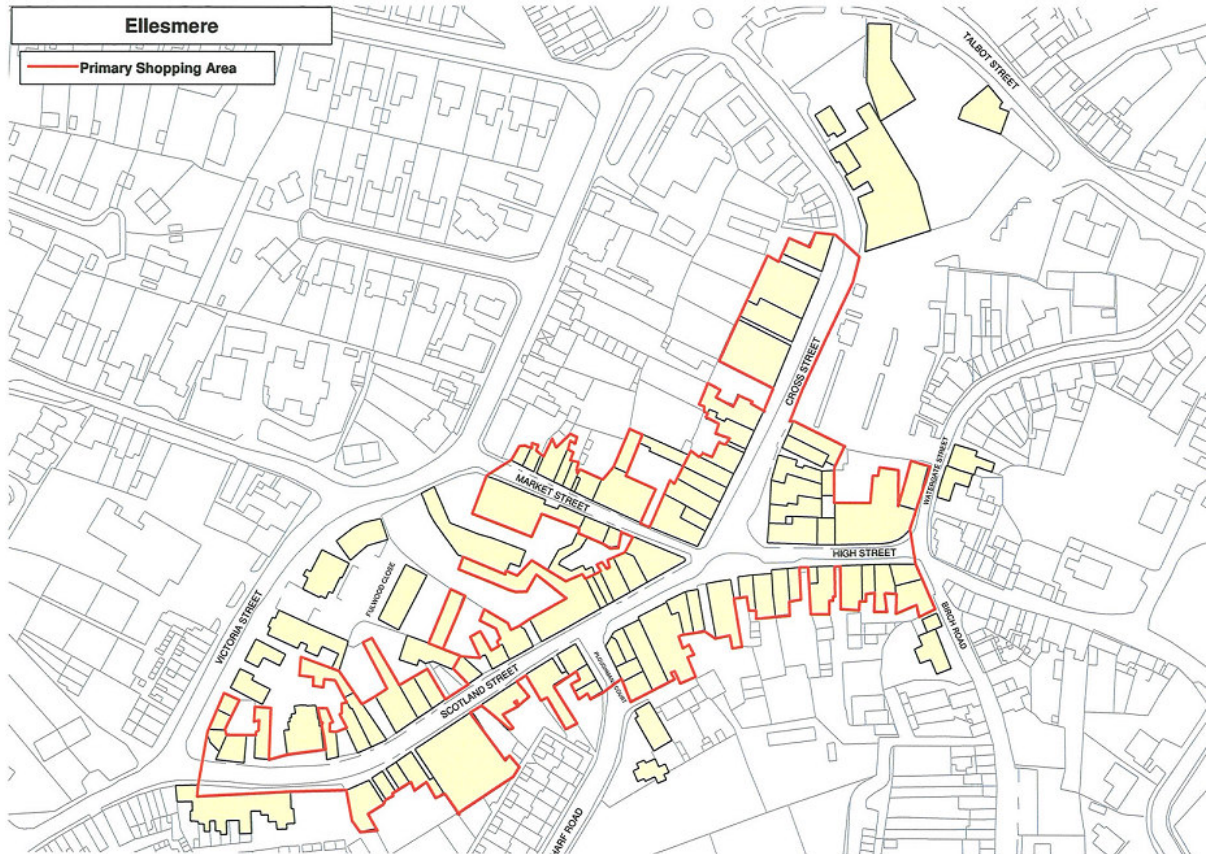 Ellesmere
Primary Shopping Area
TALBOT STREET
CROSS STREET
WATERGATE STREET
MARKET STREET
HIGH STREET
FULWOOD CLOSE
VICTORIA STREET
BIRCH ROAD
PLOUGHMAN COURT
SCOTLAND STREET
HARF ROAD